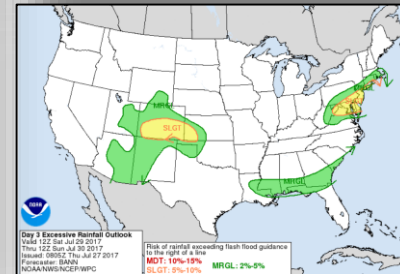 MRGL
SLGT
MRGL
noaa
Day 3 Excessive Rainfall Outlook
Valid 12Z Sat Jul 29 2017
Thru 12Z Sun Jul 30 2017
Issued: 0805Z Thu Jul 27 2017
Forecaster: BANN
NOAA/NWS/NCEP/WPC
Risk of rainfall exceeding flash flood guidance
to the right of a line
MDT: 10%-15%
SLGT: 5%-10%
MRGL: 2%-5%